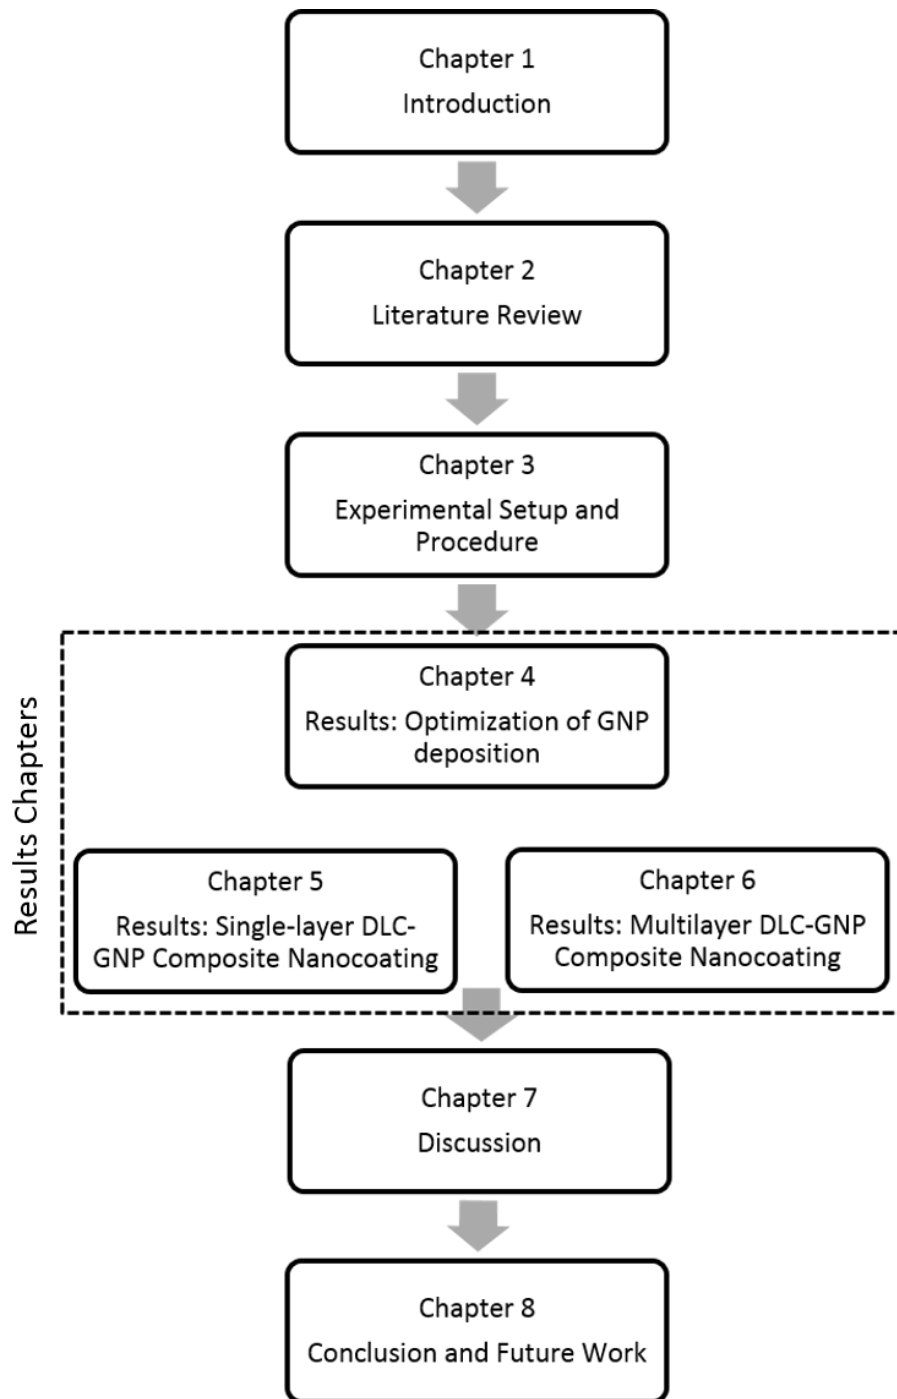 Chapter 1
Introduction
Chapter 2
Literature Review
Chapter 3
Experimental Setup and
Procedure
Results Chapters
Chapter 4
Results: Optimization of GNP
deposition
Chapter 5
Results: Single-layer DLC-
GNP Composite Nanocoating
Chapter 6
Results: Multilayer DLC-GNP
Composite Nanocoating
Chapter 7
Discussion
Chapter 8
Conclusion and Future Work